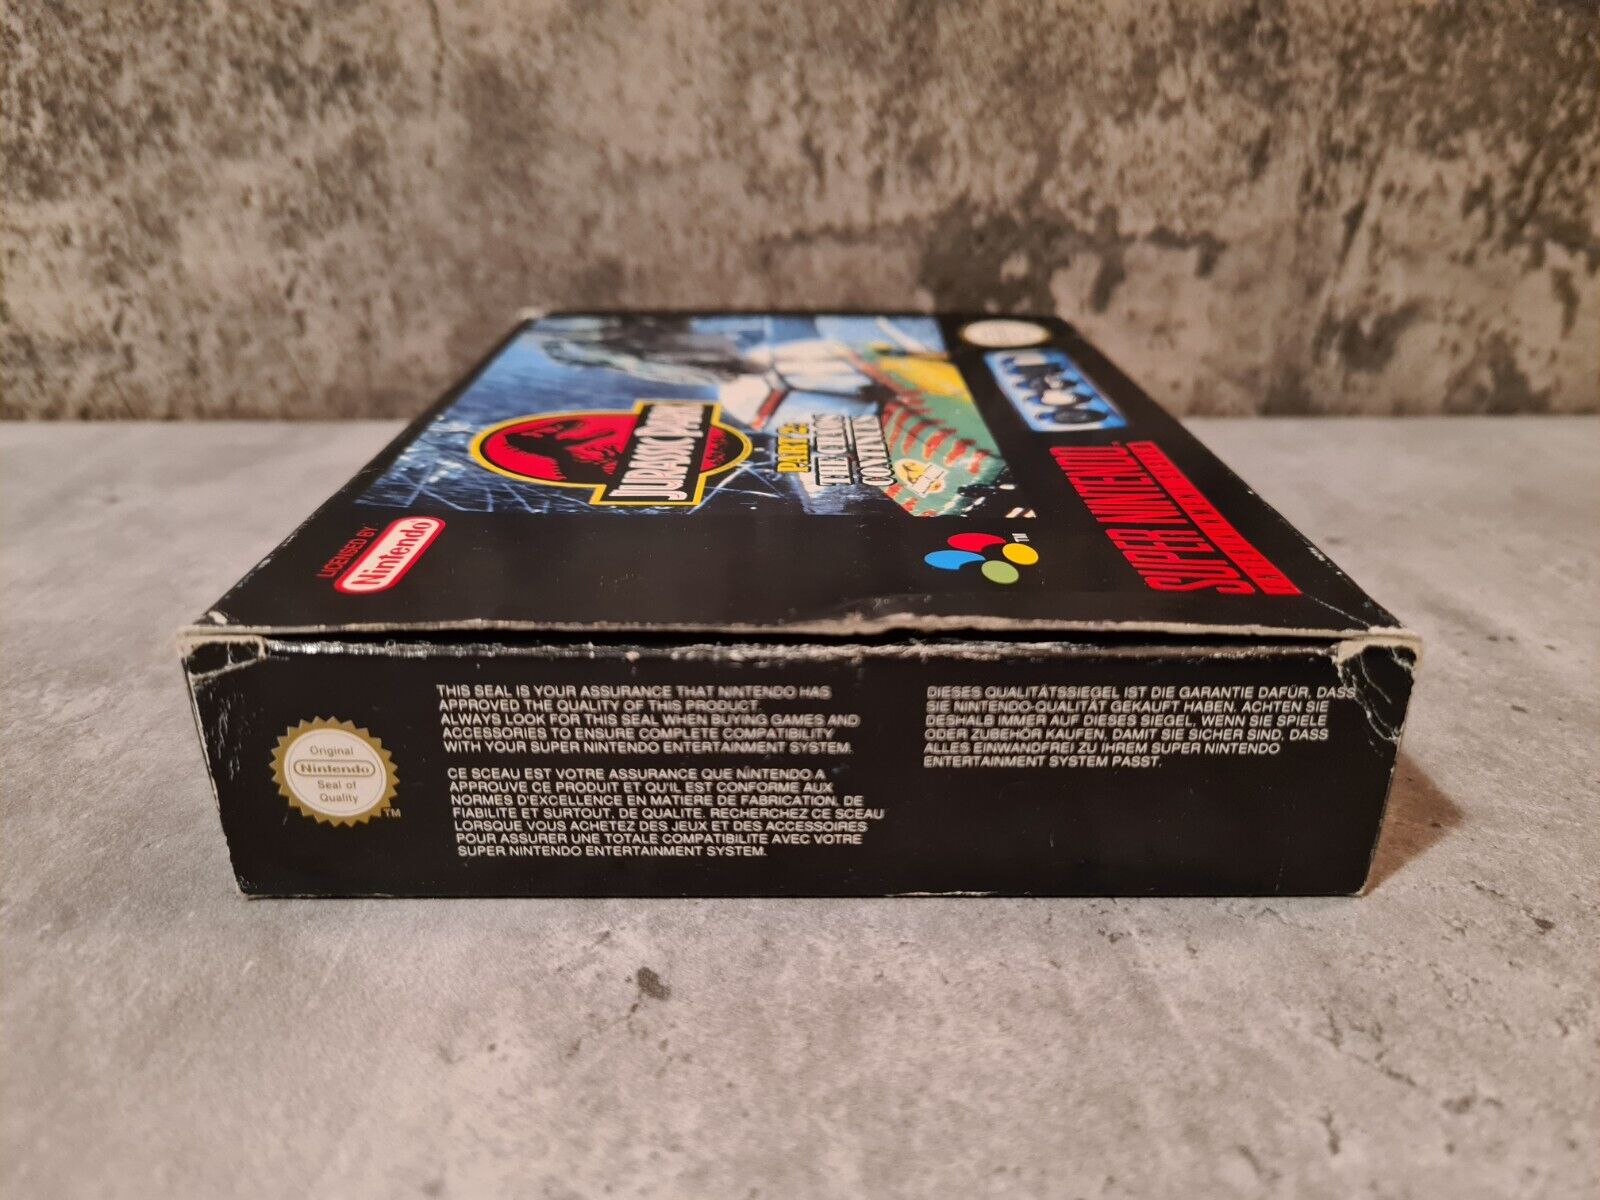 JURASSIC PARK
PART 2:
THE CHAOS
CONTINUES
LICENSED BY
Nintendo
TM
SUPER NINTENDO
ENTERTAINMENT SYSTEM
Original
Nintendo
Seal of
Quality
TM
THIS SEAL IS YOUR ASSURANCE THAT NINTENDO HAS
APPROVED THE QUALITY OF THIS PRODUCT.
ALWAYS LOOK FOR THIS SEAL WHEN BUYING GAMES AND
ACCESSORIES TO ENSURE COMPLETE COMPATIBILITY
WITH YOUR SUPER NINTENDO ENTERTAINMENT SYSTEM.
CE SCEAU EST VOTRE ASSURANCE QUE NINTENDO A
APPROUVE CE PRODUIT ET QU'IL EST CONFORME AUX
NORMES D'EXCELLENCE EN MATIERE DE FABRICATION, DE
FIABILITE ET SURTOUT, DE QUALITE. RECHERCHEZ CE SCEAU
LORSQUE VOUS ACHETEZ DES JEUX ET DES ACCESSOIRES
POUR ASSURER UNE TOTALE COMPATIBILITE AVEC VOTRE
SUPER NINTENDO ENTERTAINMENT SYSTEM.
DIESES QUALITÄTSSIEGEL IST DIE GARANTIE DAFÜR, DASS
SIE NINTENDO-QUALITÄT GEKAUFT HABEN. ACHTEN SIE
DESHALB IMMER AUF DIESES SIEGEL, WENN SIE SPIELE
ODER ZUBEHÖR KAUFEN, DAMIT SIE SICHER SIND, DASS
ALLES EINWANDFREI ZU IHREM SUPER NINTENDO
ENTERTAINMENT SYSTEM PASST.